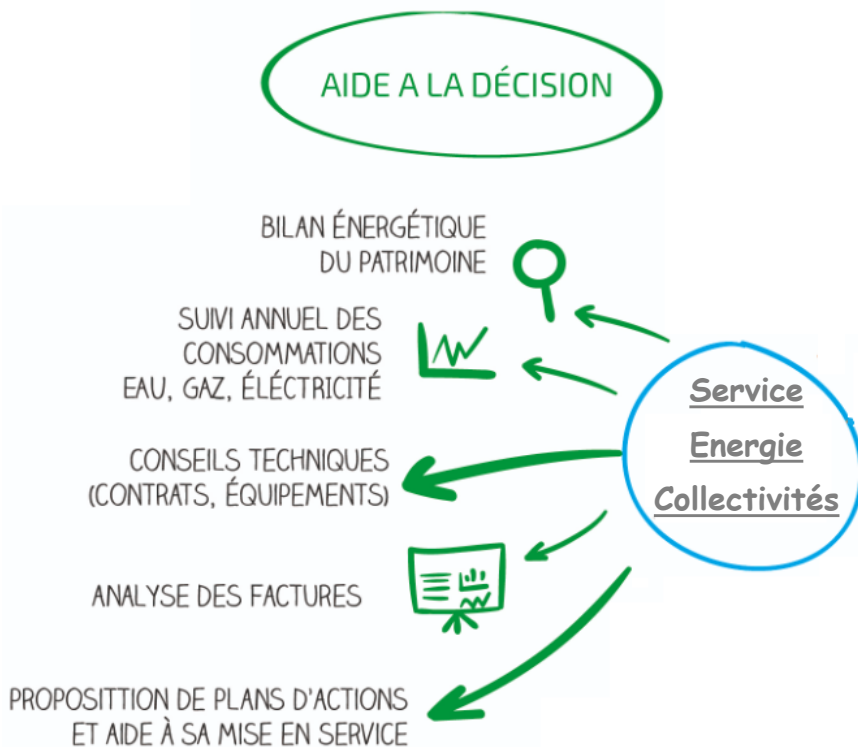 AIDE A LA DÉCISION
BILAN ÉNERGÉTIQUE
DU PATRIMOINE
SUIVI ANNUEL DES
CONSOMMATIONS
EAU, GAZ, ÉLÉCTRICITÉ
CONSEILS TECHNIQUES
(CONTRATS, ÉQUIPEMENTS)
ANALYSE DES FACTURES
PROPOSITTION DE PLANS D'ACTIONS
ET AIDE À SA MISE EN SERVICE
Service
Energie
Collectivités